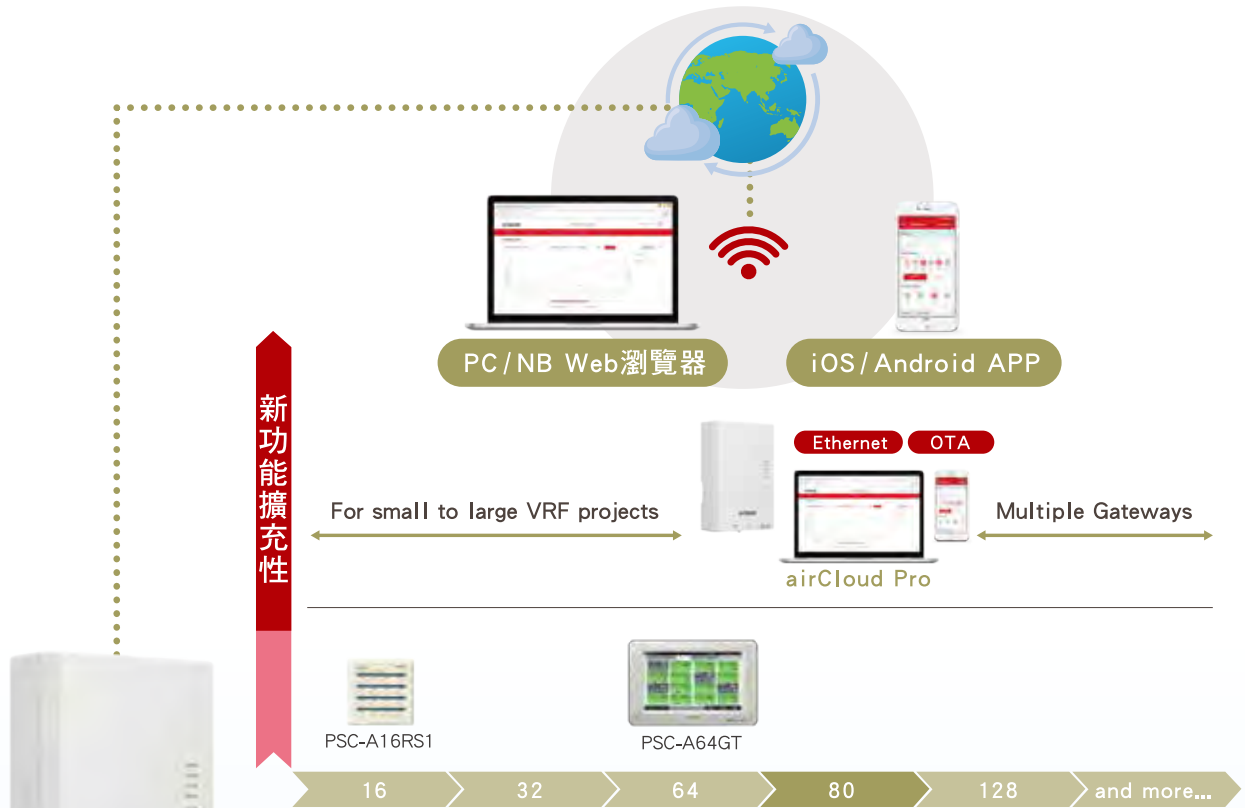 PC/NB Web瀏覽器
iOS/Android APP
新功能擴充性
Ethernet
OTA
For small to large VRF projects
Multiple Gateways
airCloud Pro
PSC-A16RS1
PSC-A64GT
16
32
64
80
128
and more...